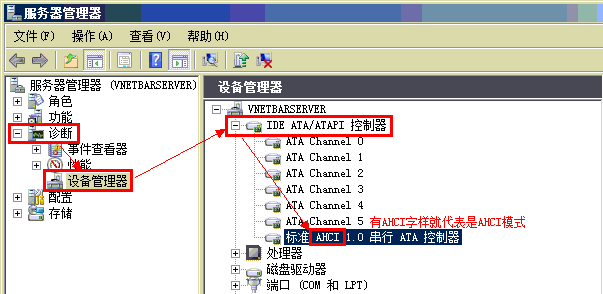 服务器管理器
文件(F) 操作(A) 查看(V) 帮助(H)
服务器管理器 (VNETBARSERVER)
角色
功能
诊断
事件查看器
性能
设备管理器
配置
存储
设备管理器
VNETBARSERVER
IDE ATA/ATAPI 控制器
ATA Channel 0
ATA Channel 1
ATA Channel 2
ATA Channel 3
ATA Channel 4
ATA Channel 5 有AHCI字样就代表是AHCI模式
标准 AHCI 1.0 串行 ATA 控制器
处理器
磁盘驱动器
端口 (COM 和 LPT)